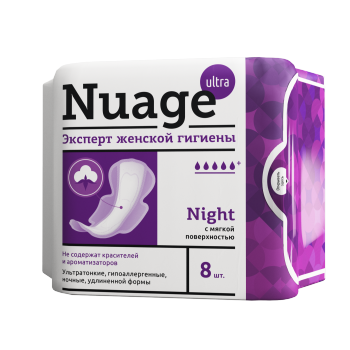 Nuage
ultra
Эксперт женской гигиены
Night
с мягкой
поверхностью
Не содержат красителей
и ароматизаторов
Ультратонкие, гипоаллергенные,
ночные, удлиненной формы
8 шт.